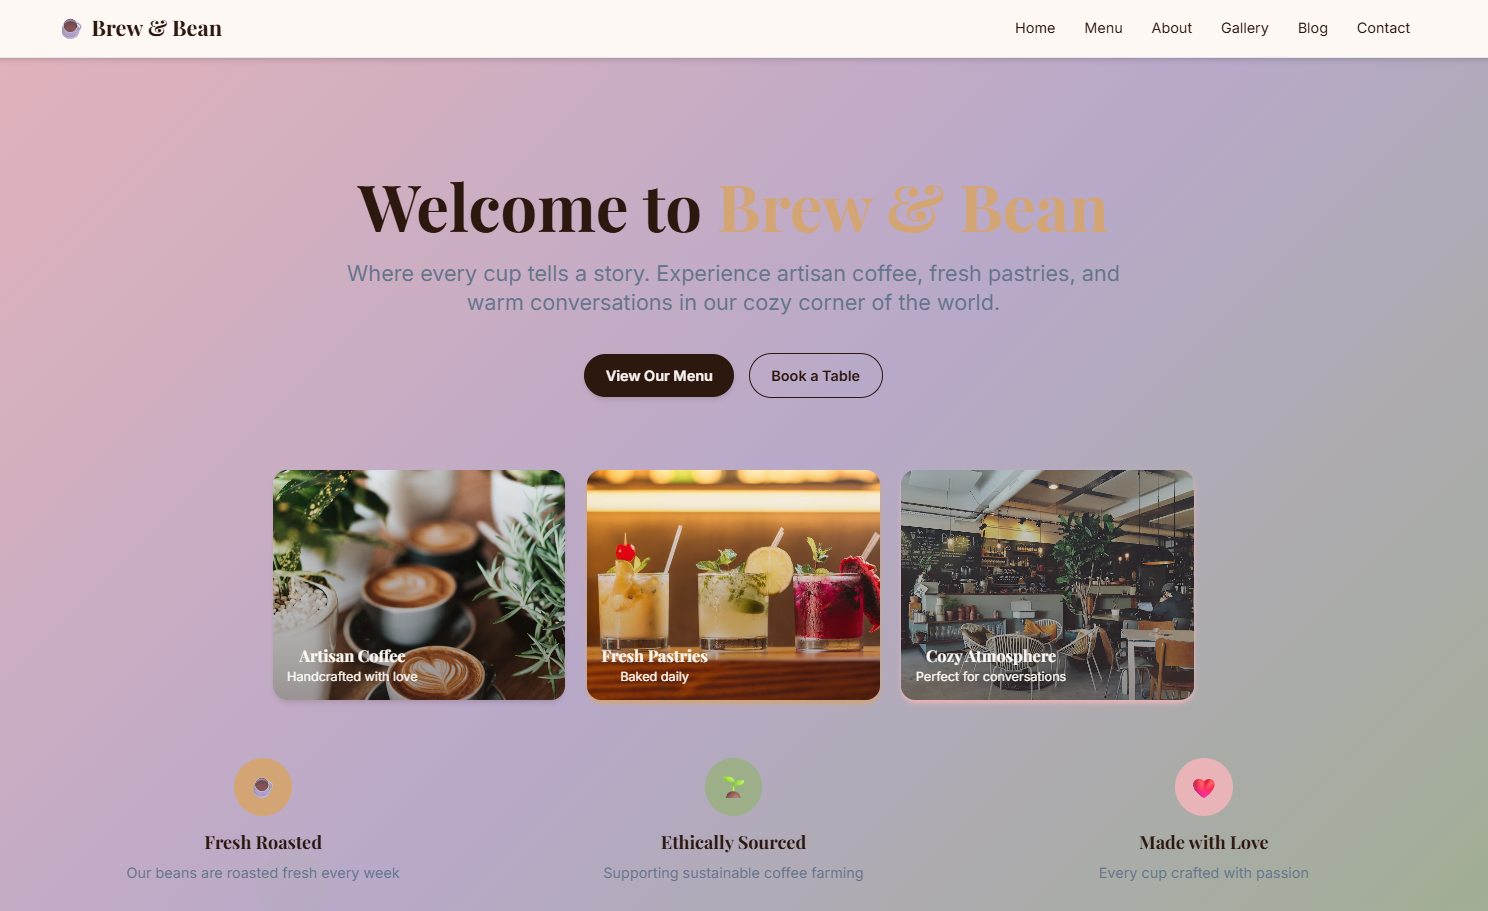 Brew & Bean
Home Menu About Gallery Blog Contact
Welcome to Brew & Bean
Where every cup tells a story. Experience artisan coffee, fresh pastries, and
warm conversations in our cozy corner of the world.
View Our Menu
Book a Table
Artisan Coffee
Handcrafted with love
Fresh Pastries
Baked daily
Cozy Atmosphere
Perfect for conversations
Fresh Roasted
Our beans are roasted fresh every week
Ethically Sourced
Supporting sustainable coffee farming
Made with Love
Every cup crafted with passion